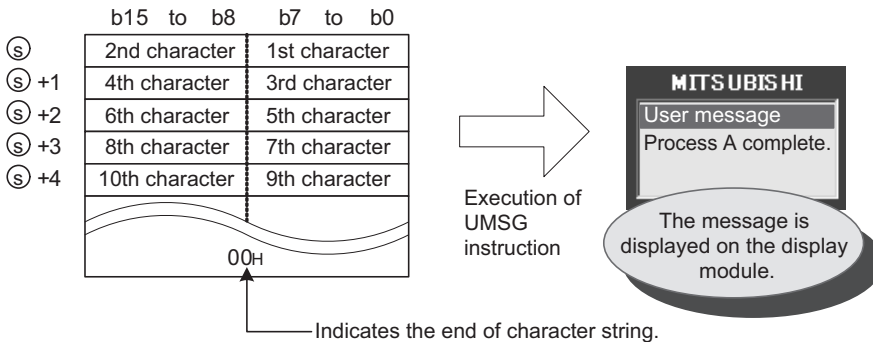 b15 to b8 b7 to b0
Ⓢ 2nd character 1st character
Ⓢ +1 4th character 3rd character
Ⓢ +2 6th character 5th character
Ⓢ +3 8th character 7th character
Ⓢ +4 10th character 9th character
00H
Indicates the end of character string.
Execution of
UMSG
instruction
MITSUBISHI
User message
Process A complete.
The message is
displayed on the display
module.